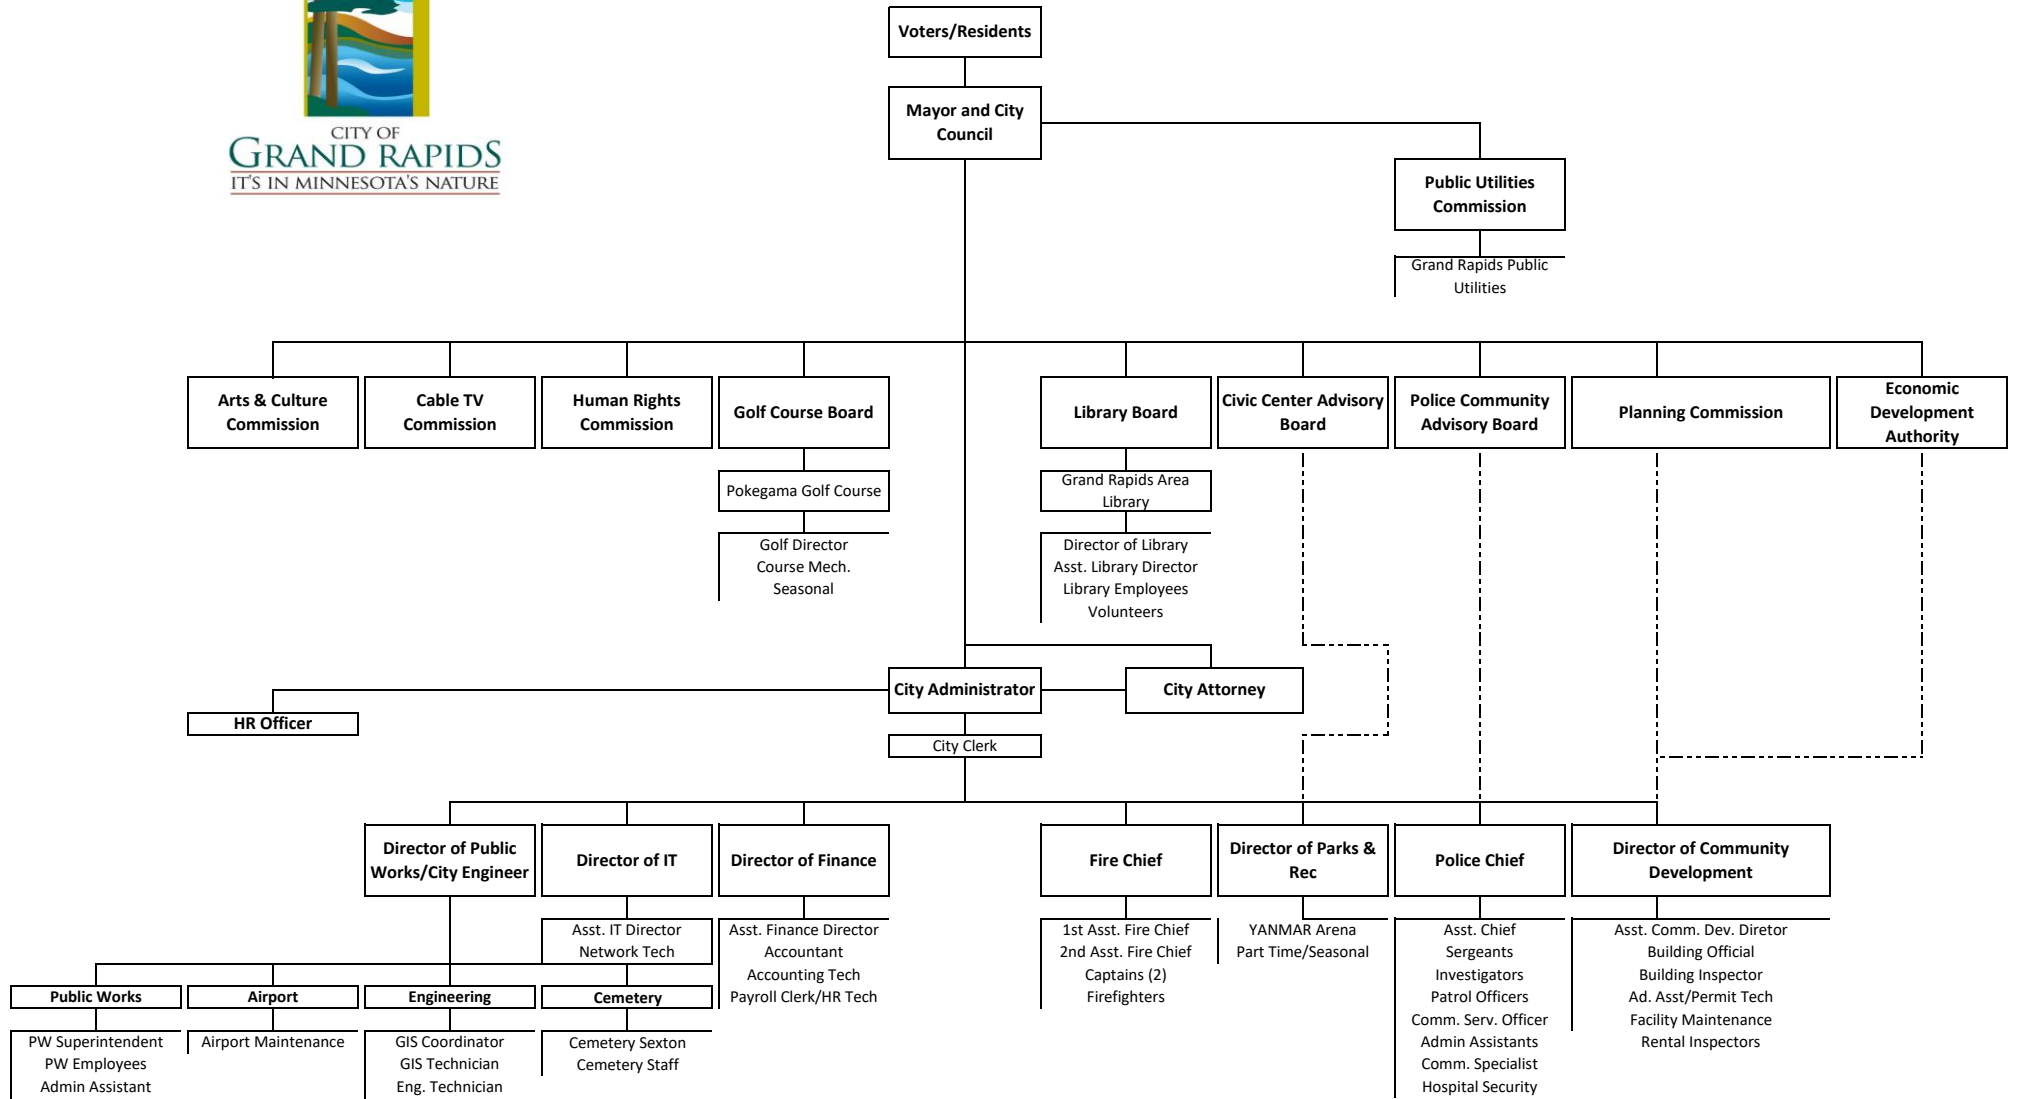 CITY OF
GRAND RAPIDS
IT'S IN MINNESOTA'S NATURE
Voters/Residents
Mayor and City
Council
Public Utilities
Commission
Grand Rapids Public
Utilities
Arts & Culture
Commission
Cable TV
Commission
Human Rights
Commission
Golf Course Board
Library Board
Civic Center Advisory
Board
Police Community
Advisory Board
Planning Commission
Economic
Development
Authority
Pokegama Golf Course
Golf Director
Course Mech.
Seasonal
Grand Rapids Area
Library
Director of Library
Asst. Library Director
Library Employees
Volunteers
City Administrator
City Attorney
HR Officer
City Clerk
Director of Public
Works/City Engineer
Director of IT
Director of Finance
Fire Chief
Director of Parks &
Rec
Police Chief
Director of Community
Development
Asst. IT Director
Network Tech
Asst. Finance Director
Accountant
Accounting Tech
Payroll Clerk/HR Tech
1st Asst. Fire Chief
2nd Asst. Fire Chief
Captains (2)
Firefighters
YANMAR Arena
Part Time/Seasonal
Asst. Chief
Sergeants
Investigators
Patrol Officers
Comm. Serv. Officer
Admin Assistants
Comm. Specialist
Hospital Security
Asst. Comm. Dev. Diretor
Building Official
Building Inspector
Ad. Asst/Permit Tech
Facility Maintenance
Rental Inspectors
Public Works
Airport
Engineering
Cemetery
PW Superintendent
PW Employees
Admin Assistant
Airport Maintenance
GIS Coordinator
GIS Technician
Eng. Technician
Cemetery Sexton
Cemetery Staff